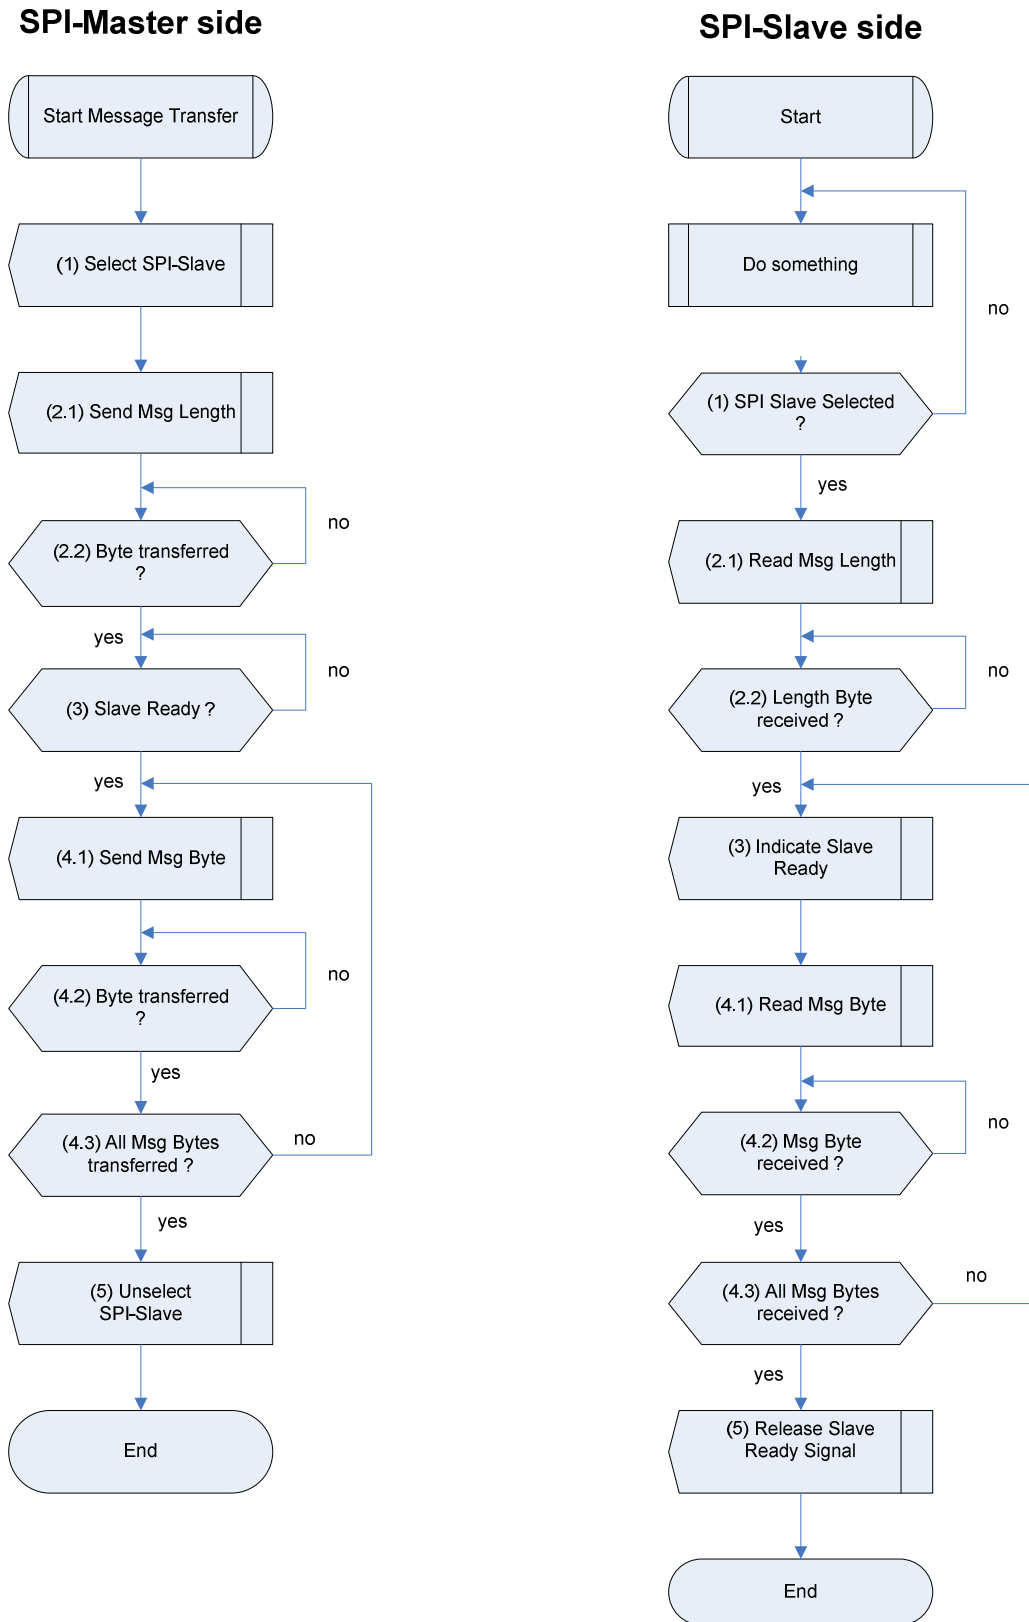 SPI-Master side
Start Message Transfer
(1) Select SPI-Slave
(2.1) Send Msg Length
(2.2) Byte transferred
?
no
yes
(3) Slave Ready ?
no
yes
(4.1) Send Msg Byte
(4.2) Byte transferred
?
no
yes
(4.3) All Msg Bytes
transferred ?
no
yes
(5) Unselect
SPI-Slave
End
SPI-Slave side
Start
Do something
no
(1) SPI Slave Selected
?
yes
(2.1) Read Msg Length
(2.2) Length Byte
received ?
no
yes
(3) Indicate Slave
Ready
(4.1) Read Msg Byte
(4.2) Msg Byte
received ?
no
yes
(4.3) All Msg Bytes
received ?
no
yes
(5) Release Slave
Ready Signal
End